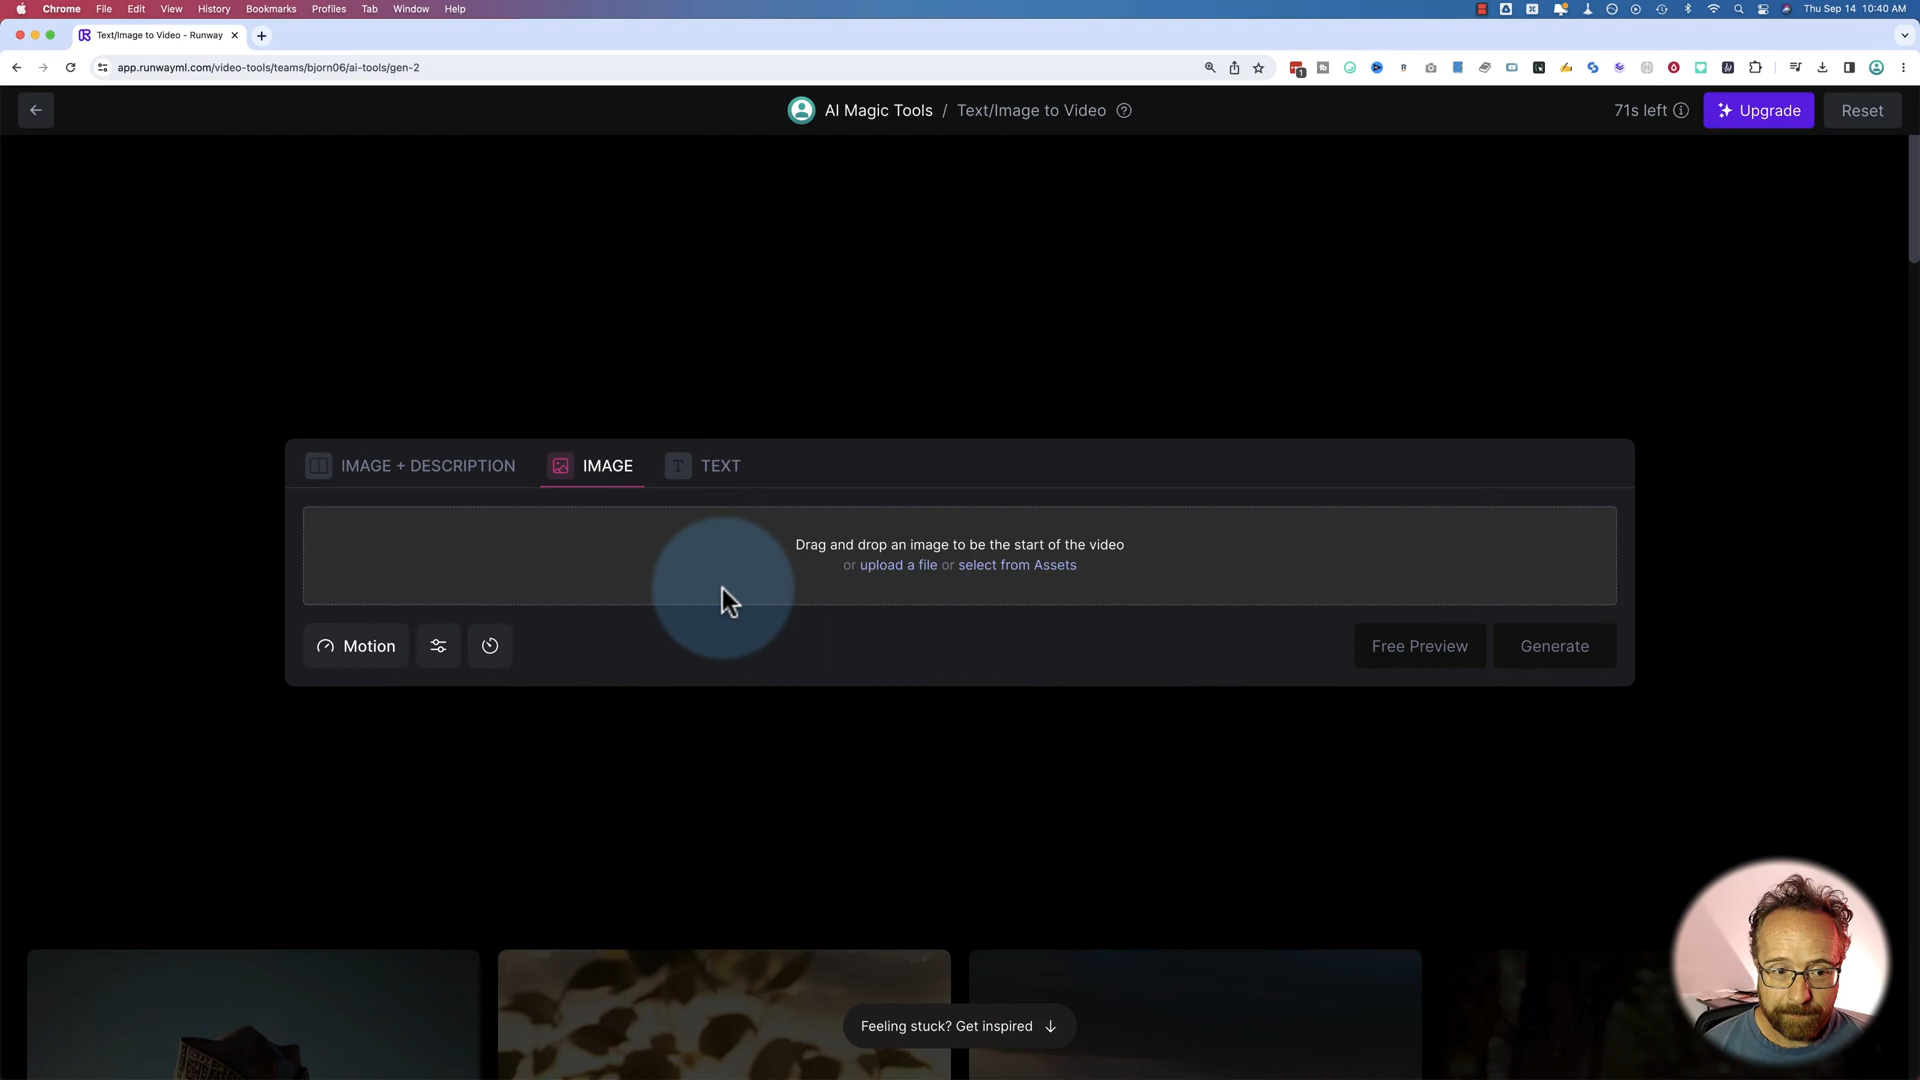 Chrome File Edit View History Bookmarks Profiles Tab Window Help
Thu Sep 14 10:40 AM
Text/Image to Video - Runway
app.runwayml.com/video-tools/teams/bjorn06/ai-tools/gen-2
1
AI Magic Tools / Text/Image to Video
71s left
Upgrade
Reset
IMAGE + DESCRIPTION
IMAGE
TEXT
Drag and drop an image to be the start of the video
or upload a file or select from Assets
Motion
Free Preview
Generate
Feeling stuck? Get inspired